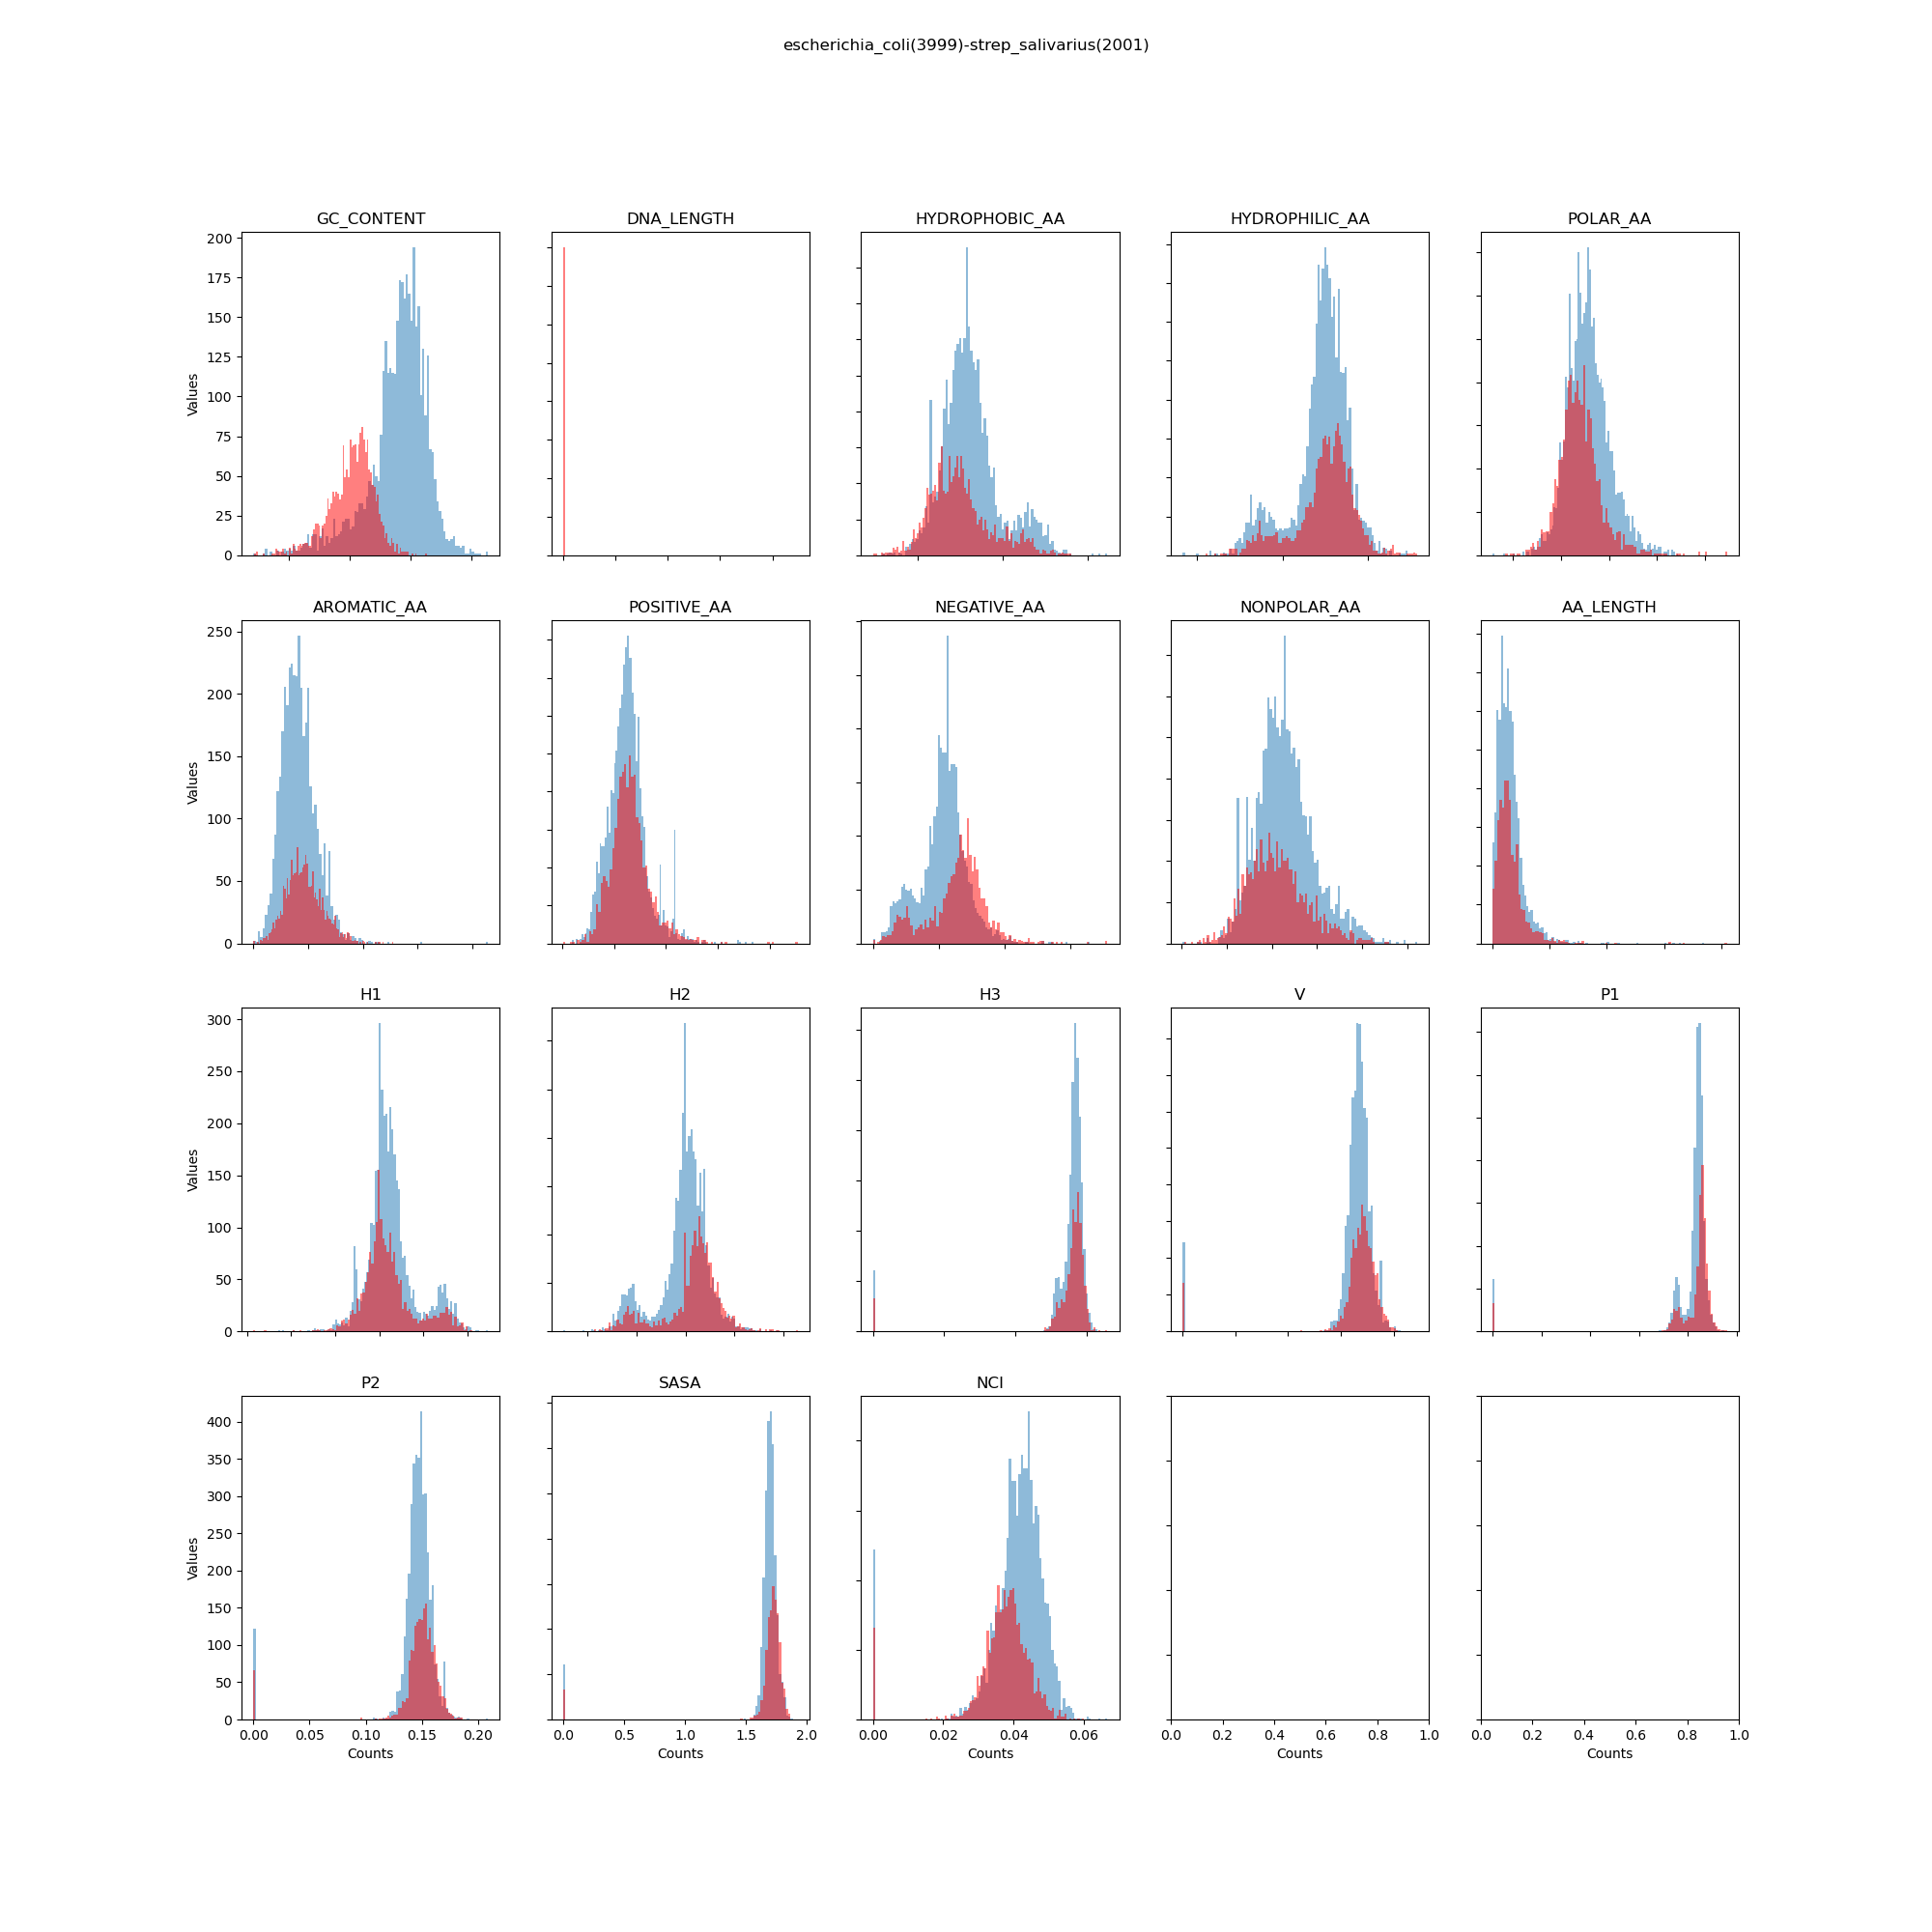 escherichia_coli(3999)-strep_salivarius(2001)
GC_CONTENT DNA_LENGTH HYDROPHOBIC_AA HYDROPHILIC_AA POLAR_AA
200
175
150
125
100
75
50
25
0
Values
AROMATIC_AA POSITIVE_AA NEGATIVE_AA NONPOLAR_AA AA_LENGTH
250
200
150
100
50
0
Values
H1 H2 H3 V P1
300
250
200
150
100
50
0
Values
P2 SASA NCI
400
350
300
250
200
150
100
50
0
Values
0.00 0.05 0.10 0.15 0.20 0.0 0.5 1.0 1.5 2.0 0.00 0.02 0.04 0.06 0.0 0.2 0.4 0.6 0.8 1.0 0.0 0.2 0.4 0.6 0.8 1.0
Counts Counts Counts Counts Counts